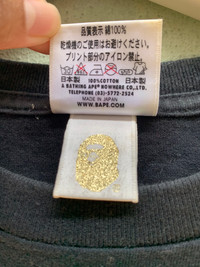 品質表示 綿100%
乾燥機のご使用はお避けください。
プリント部分のアイロン禁止。
日本製 日本製
100%COTTON
A BATHING APE® NOWHERE CO.,LTD.
TELEPHONE (03)-5772-2524
MADE IN JAPAN
WWW.BAPE.COM